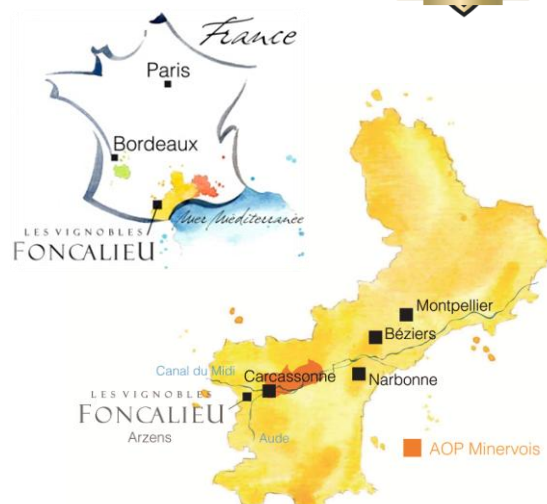 France
Paris
Bordeaux
Mer Méditerranée
LES VIGNOBLES
FONCALIEU
Montpellier
Béziers
Canal du Midi
Carcassonne
Narbonne
LES VIGNOBLES
FONCALIEU
Arzens
Aude
AOP Minervois